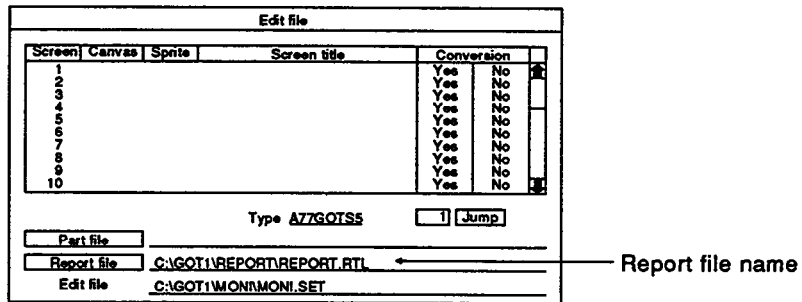 Edit file
Screen Canvas Sprite Screen title Conversion
1 Yes No
2 Yes No
3 Yes No
4 Yes No
5 Yes No
6 Yes No
7 Yes No
8 Yes No
9 Yes No
10 Yes No
Type A77GOTS5 1 Jump
Part file
Report file C:\GOT1\REPORT\REPORT.RTL Report file name
Edit file C:\GOT1\MONI\MONI.SET